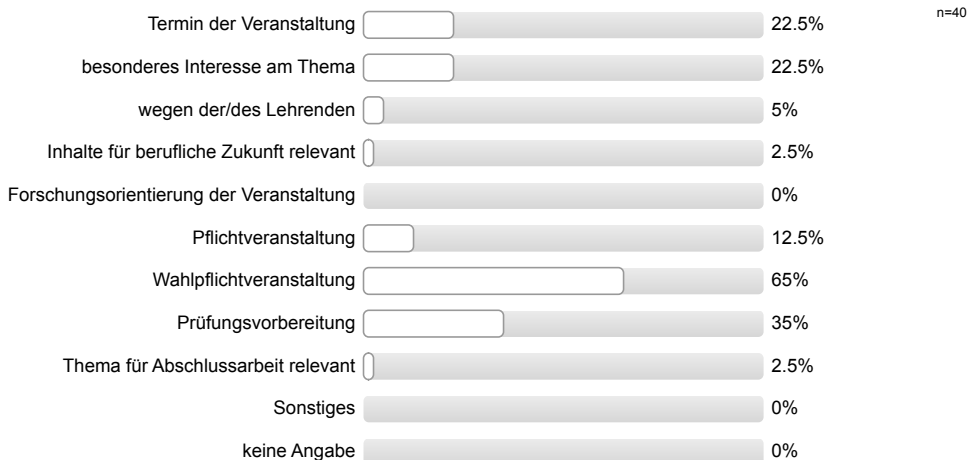 Termin der Veranstaltung 22.5% n=40
besonderes Interesse am Thema 22.5%
wegen der/des Lehrenden 5%
Inhalte für berufliche Zukunft relevant 2.5%
Forschungsorientierung der Veranstaltung 0%
Pflichtveranstaltung 12.5%
Wahlpflichtveranstaltung 65%
Prüfungsvorbereitung 35%
Thema für Abschlussarbeit relevant 2.5%
Sonstiges 0%
keine Angabe 0%